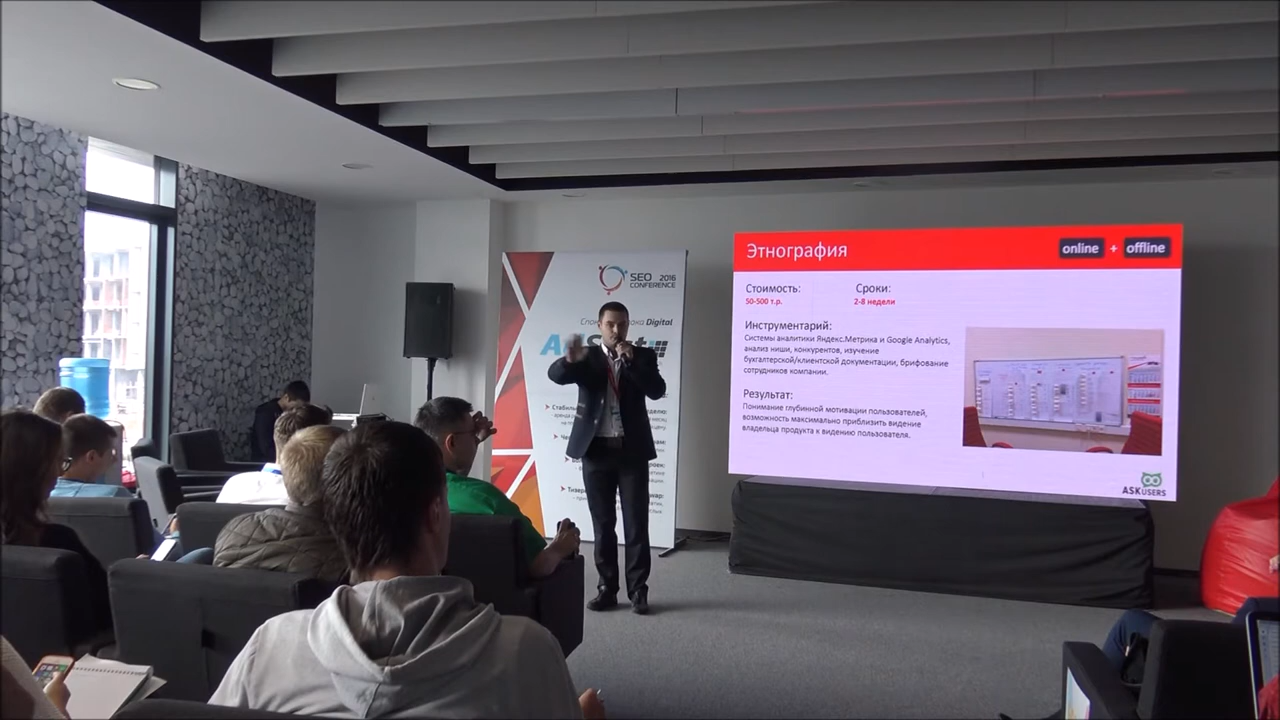 Этнография
online + offline
Стоимость:
50-500 т.р.
Сроки:
2-8 недели
Инструментарий:
Системы аналитики Яндекс.Метрика и Google Analytics,
анализ ниши, конкурентов, изучение
бухгалтерской/клиентской документации, брифование
сотрудников компании.
Результат:
Понимание глубинной мотивации пользователей,
возможность максимально приблизить видение
владельца продукта к видению пользователя.
ASKUSERS
SEO 2016
CONFERENCE
Digital